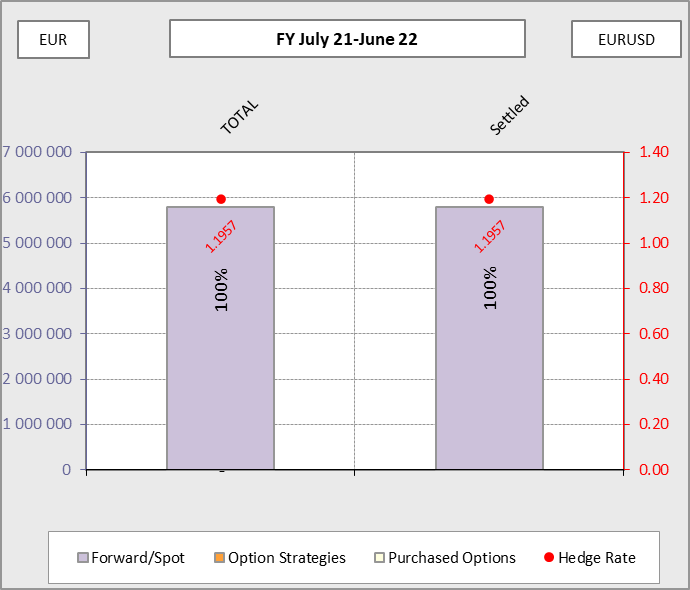 EUR
FY July 21-June 22
EURUSD
TOTAL
Settled
7 000 000
6 000 000
5 000 000
4 000 000
3 000 000
2 000 000
1 000 000
0
1.1957
100%
1.1957
100%
1.40
1.20
1.00
0.80
0.60
0.40
0.20
0.00
Forward/Spot
Option Strategies
Purchased Options
Hedge Rate